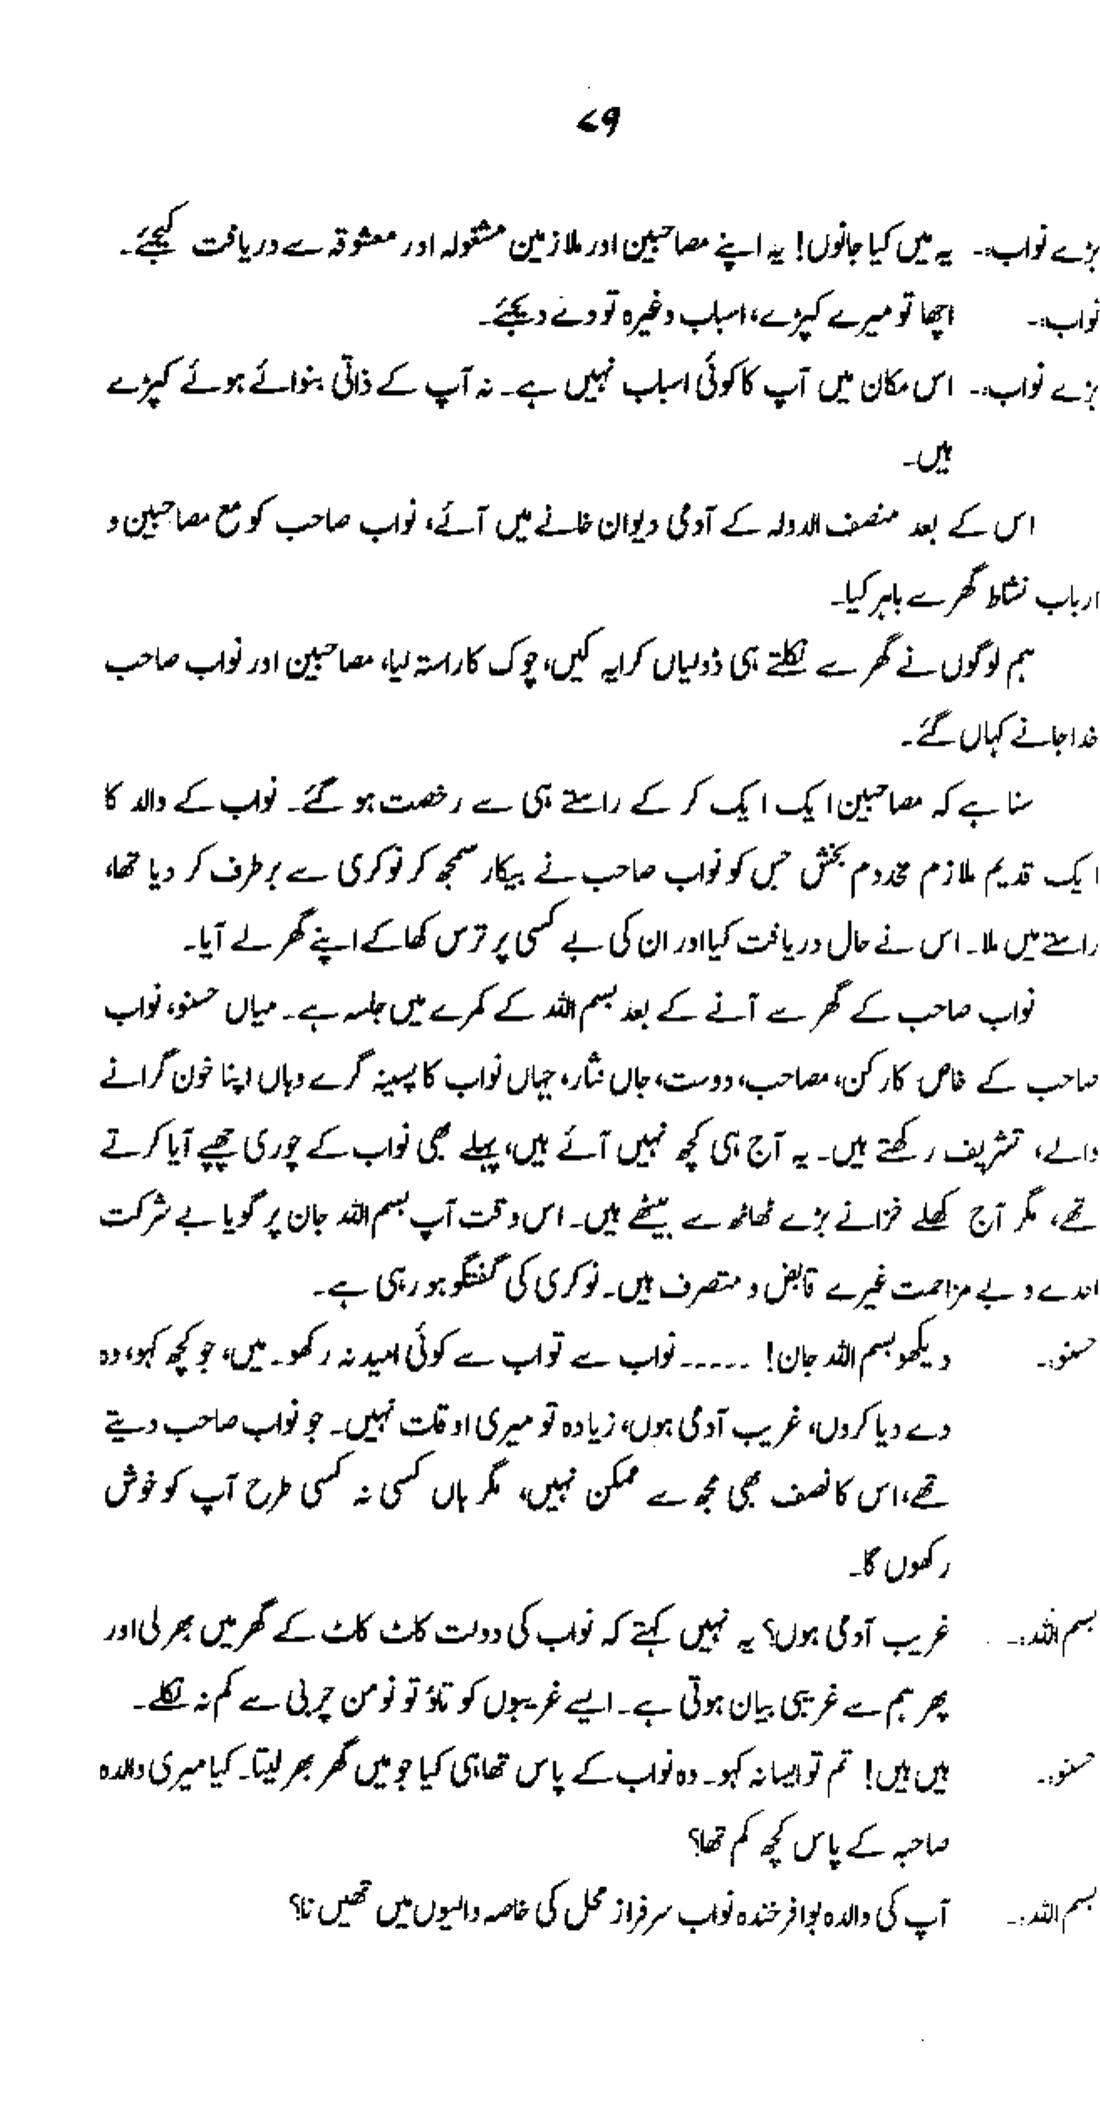 ۷۹
بڑے نواب:۔ یہ میں کیا جانوں! یہ اپنے مصاحبین اور ملازمین مشغولہ اور معشوقہ سے دریافت کیجئے۔
نواب:۔ اچھا تو میرے کپڑے، اسباب وغیرہ تو دے دیجئے۔
بڑے نواب:۔ اس مکان میں آپ کا کوئی اسباب نہیں ہے۔ نہ آپ کے ذاتی بنوائے ہوئے کپڑے
ہیں۔
اس کے بعد منصف الدولہ کے آدمی دیوان خانے میں آئے، نواب صاحب کو مع مصاحبین و
ارباب نشاط گھر سے باہر کیا۔
ہم لوگوں نے گھر سے نکلتے ہی ڈولیاں کرایہ کیں، چوک کا راستہ لیا، مصاحبین اور نواب صاحب
خدا جانے کہاں گئے۔
سنا ہے کہ مصاحبین ایک ایک کر کے راستے ہی سے رخصت ہو گئے۔ نواب کے والد کا
ایک قدیم ملازم مخدوم بخش جس کو نواب صاحب نے بیکار سمجھ کر نوکری سے برطرف کر دیا تھا،
راستے میں ملا۔ اس نے حال دریافت کیا اور ان کی بے کسی پر ترس کھا کے اپنے گھر لے آیا۔
نواب صاحب کے گھر سے آنے کے بعد بسم اللہ کے کمرے میں جلسہ ہے۔ میاں حسنو، نواب
صاحب کے خاص کارکن، مصاحب، دوست، جاں نثار، جہاں نواب کا پسینہ گرے وہاں اپنا خون گرانے
والے، تشریف رکھتے ہیں۔ یہ آج ہی کچھ نہیں آئے ہیں، پہلے بھی نواب کے چوری چھپے آیا کرتے
تھے، مگر آج کھلے خزانے بڑے ٹھاٹھ سے بیٹھے ہیں۔ اس وقت آپ بسم اللہ جان پر گویا بے شرکت
احدے و بے مزاحمت غیرے قابض و متصرف ہیں۔ نوکری کی گفتگو ہو رہی ہے۔
حسنو:۔ دیکھو بسم اللہ جان! ۔۔۔۔۔ نواب سے تو اب سے کوئی امید نہ رکھو۔ میں، جو کچھ کہو، وہ
دے دیا کروں، غریب آدمی ہوں، زیادہ تو میری اوقات نہیں۔ جو نواب صاحب دیتے
تھے، اس کا نصف بھی مجھ سے ممکن نہیں، مگر ہاں کسی نہ کسی طرح آپ کو خوش
رکھوں گا۔
بسم اللہ:۔ غریب آدمی ہوں؟ یہ نہیں کہتے کہ نواب کی دولت کاٹ کاٹ کے گھر میں بھر لی اور
پھر ہم سے غریبی بیان ہوتی ہے۔ ایسے غریبوں کو تاؤ تو نو من چربی سے کم نہ نکلے۔
حسنو:۔ ہیں ہیں! تم تو ایسا نہ کہو۔ وہ نواب کے پاس تھا ہی کیا جو میں گھر بھر لیتا۔ کیا میری والدہ
صاحبہ کے پاس کچھ کم تھا؟
بسم اللہ:۔ آپ کی والدہ بوا فرخندہ نواب سرفراز محل کی خاصہ والیوں میں تھیں نا؟